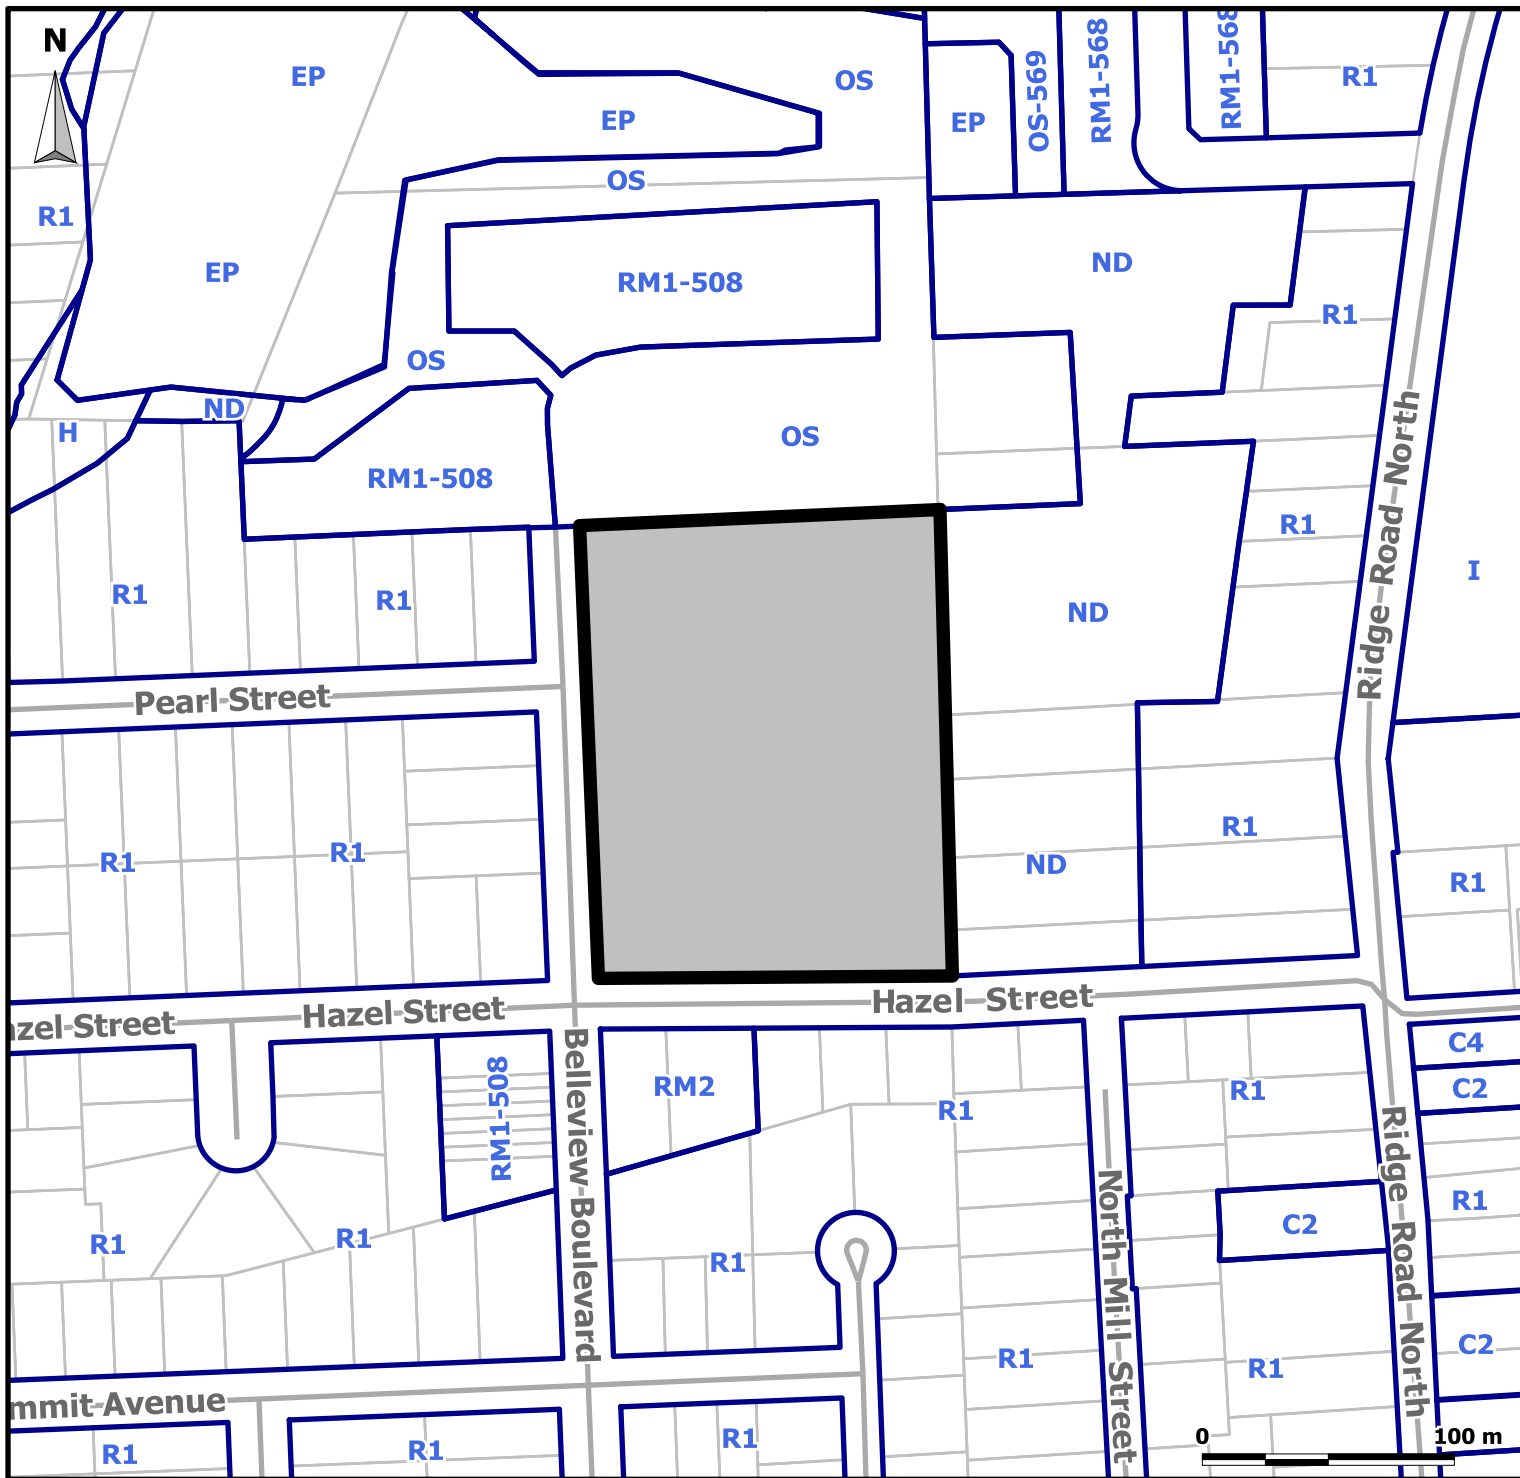 N
EP
OS
EP
EP
OS-569
RM1-568
RM1-568
R1
OS
R1
EP
RM1-508
ND
R1
OS
ND
H
OS
RM1-508
R1
R1
R1
ND
I
Ridge Road North
Pearl Street
R1
R1
R1
ND
R1
Hazel Street
Hazel Street
zel Street
C4
RM1-508
RM2
R1
R1
C2
Belleview Boulevard
North Mill Street
Ridge Road North
R1
R1
R1
C2
R1
R1
R1
C2
mmit Avenue
R1
R1
R1
0
100 m